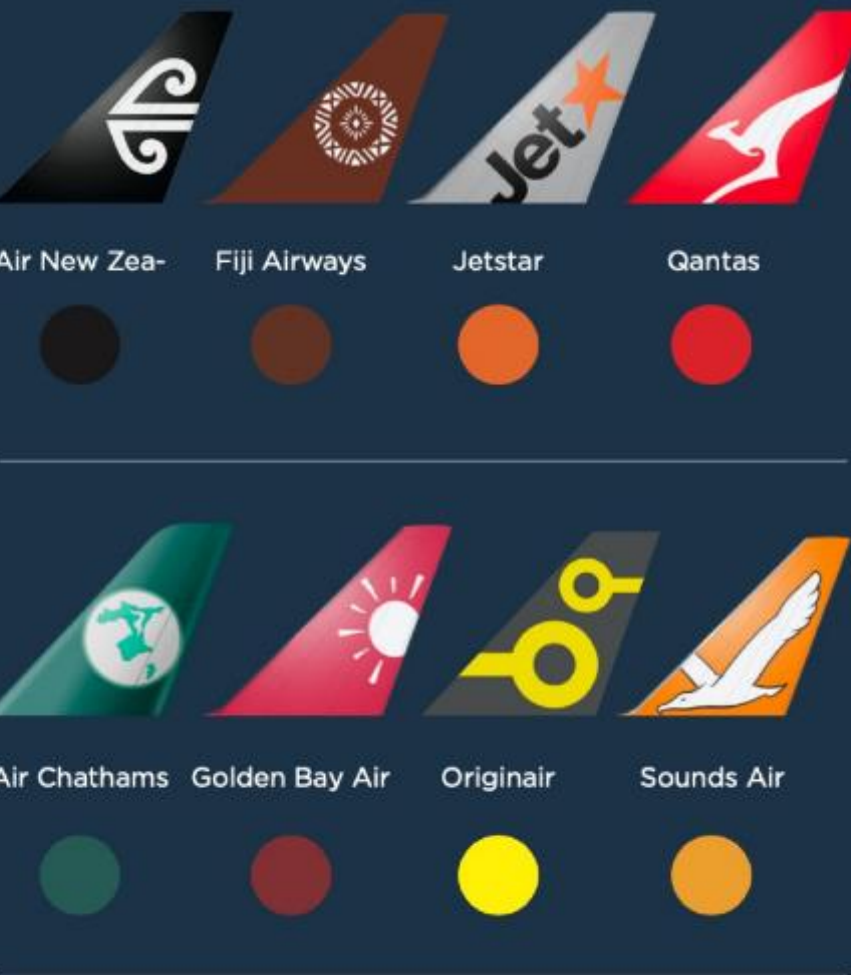 Jet
Air New Zea-
Fiji Airways
Jetstar
Qantas
Air Chathams
Golden Bay Air
Originair
Sounds Air